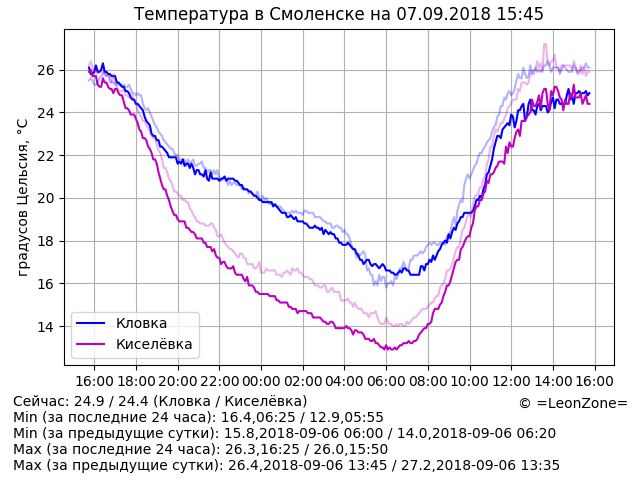 Температура в Смоленске на 07.09.2018 15:45
градусов Цельсия, °C
26
24
22
20
18
16
14
Кловка
Киселёвка
16:00 18:00 20:00 22:00 00:00 02:00 04:00 06:00 08:00 10:00 12:00 14:00 16:00
Сейчас: 24.9 / 24.4 (Кловка / Киселёвка)
© =LeonZone=
Min (за последние 24 часа): 16.4,06:25 / 12.9,05:55
Min (за предыдущие сутки): 15.8,2018-09-06 06:00 / 14.0,2018-09-06 06:20
Max (за последние 24 часа): 26.3,16:25 / 26.0,15:50
Max (за предыдущие сутки): 26.4,2018-09-06 13:45 / 27.2,2018-09-06 13:35